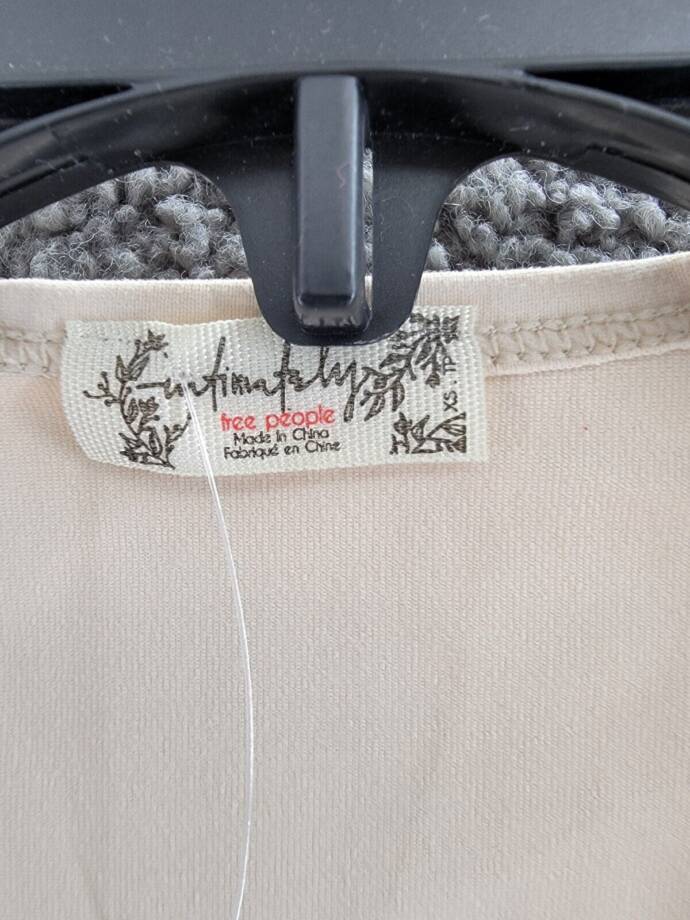 intimately
free people
Made in China
Fabriqué en Chine
XS . TP